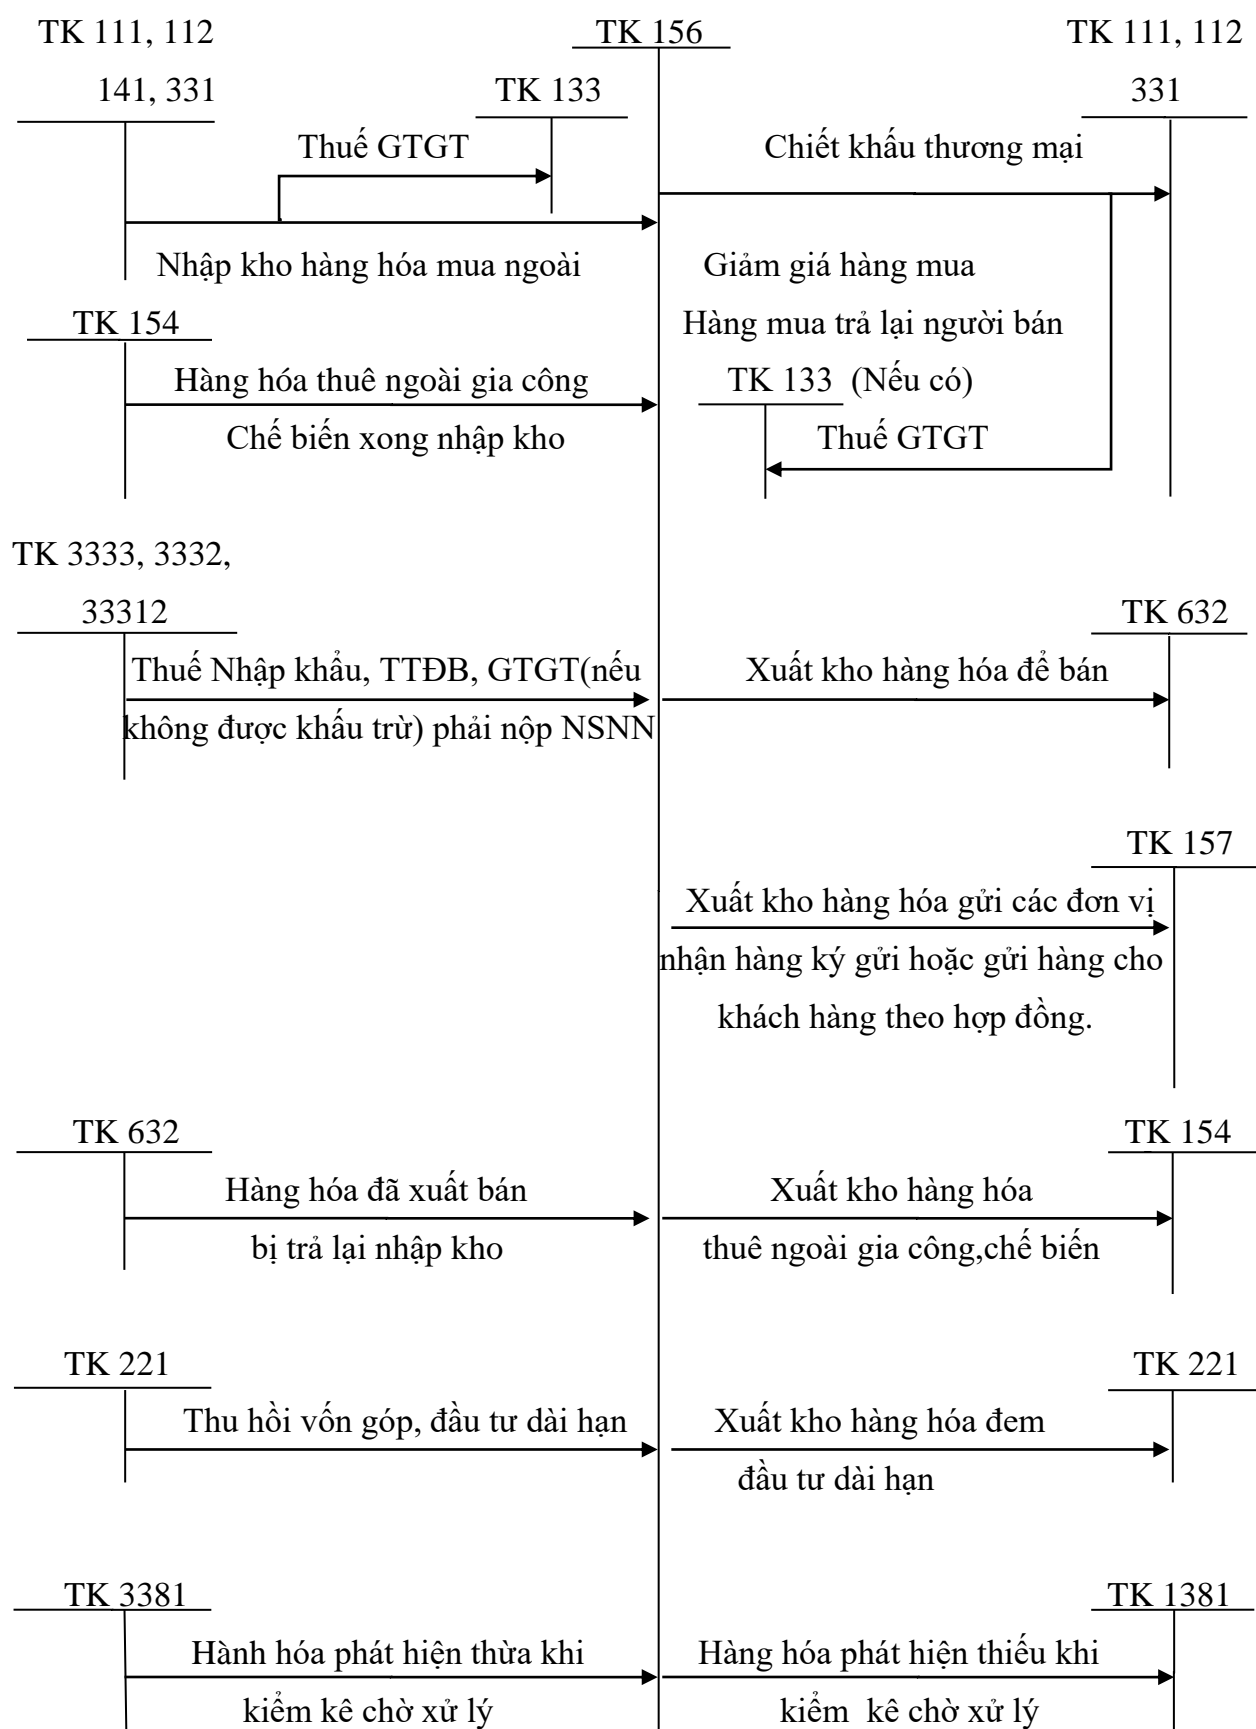 TK 111, 112 TK 156 TK 111, 112
141, 331 TK 133 331
Thuế GTGT Chiết khấu thương mại
Nhập kho hàng hóa mua ngoài Giảm giá hàng mua
TK 154 Hàng mua trả lại người bán
Hàng hóa thuê ngoài gia công TK 133 (Nếu có)
Chế biến xong nhập kho Thuế GTGT
TK 3333, 3332,
33312 TK 632
Thuế Nhập khẩu, TTĐB, GTGT(nếu Xuất kho hàng hóa để bán
không được khấu trừ) phải nộp NSNN
TK 157
Xuất kho hàng hóa gửi các đơn vị
nhận hàng ký gửi hoặc gửi hàng cho
khách hàng theo hợp đồng.
TK 632 TK 154
Hàng hóa đã xuất bán Xuất kho hàng hóa
bị trả lại nhập kho thuê ngoài gia công,chế biến
TK 221 TK 221
Thu hồi vốn góp, đầu tư dài hạn Xuất kho hàng hóa đem
đầu tư dài hạn
TK 3381 TK 1381
Hành hóa phát hiện thừa khi Hàng hóa phát hiện thiếu khi
kiểm kê chờ xử lý kiểm kê chờ xử lý